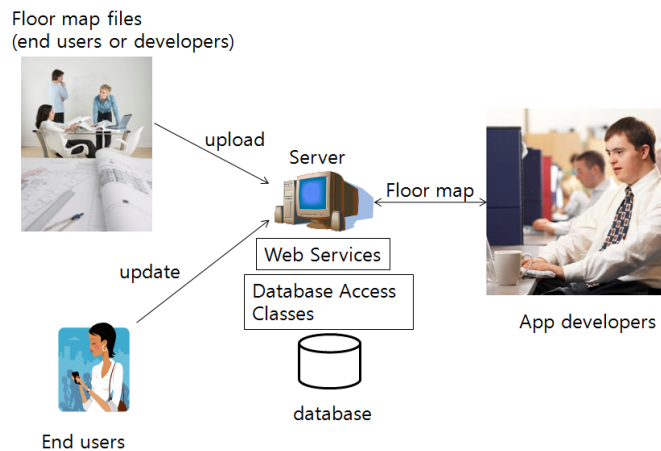 Floor map files
(end users or developers)
upload
Server
Floor map
Web Services
update
Database Access
Classes
App developers
database
End users